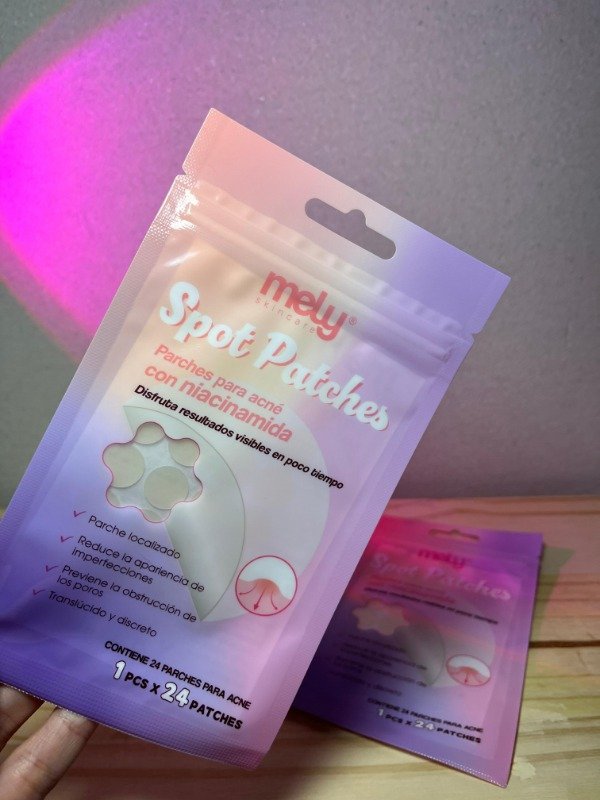 mely®
skincare
Spot Patches
Parches para acné
con niacinamida
Disfruta resultados visibles en poco tiempo
Parche localizado
Reduce la apariencia de
imperfecciones
Previene la obstrucción de
los poros
Translúcido y discreto
CONTIENE 24 PARCHES PARA ACNE
1 PCS X 24 PATCHES
mely
Spot Patches
CONTIENE 24 PARCHES PARA ACNE
1 PCS X 24 PATCHES